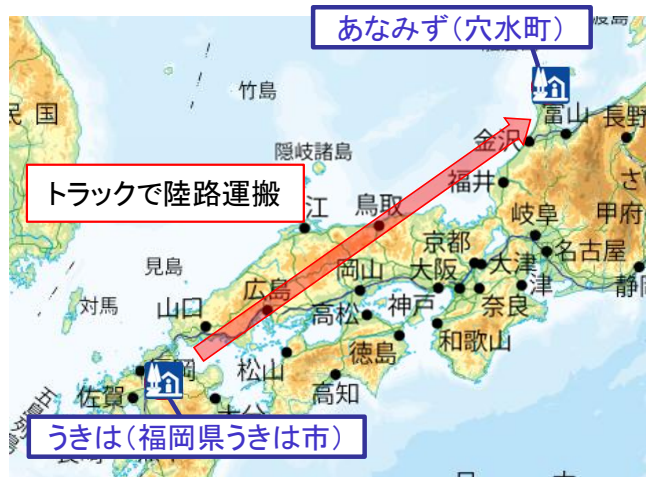 あなみず（穴水町）
竹島
民国
富山
長野
金沢
隠岐諸島
トラックで陸路運搬
福井
鳥取
江
岐阜
甲府
京都
名古屋
見島
岡山
大阪
大津
広島
津
静岡
対馬
山口
高松
神戸
奈良
和歌山
徳島
松山
岡
佐賀
高知
うきは（福岡県うきは市）